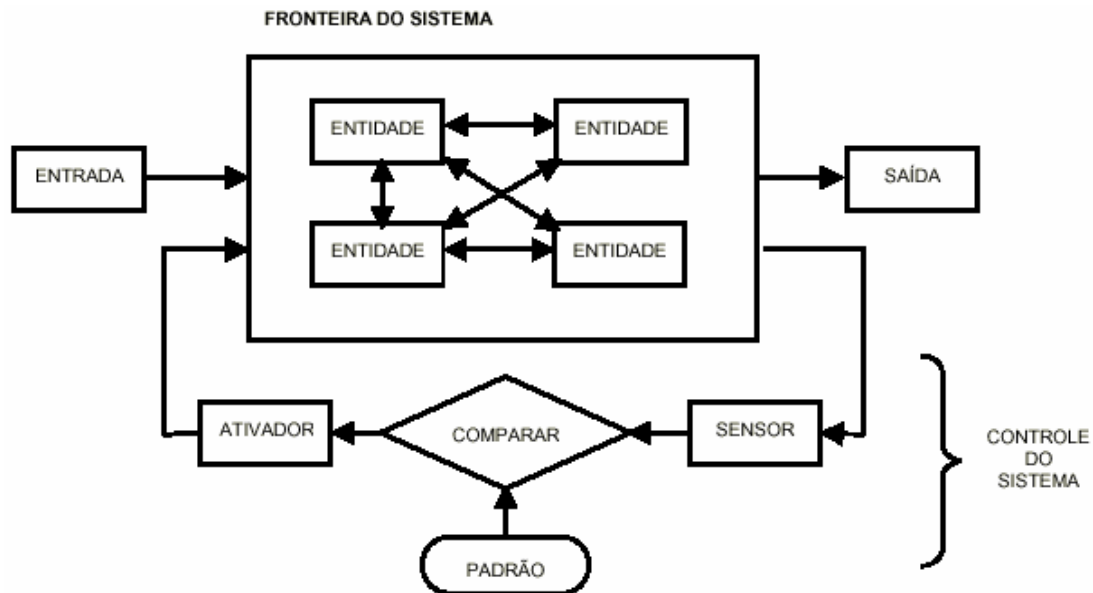 FRONTEIRA DO SISTEMA
ENTIDADE
ENTIDADE
ENTRADA
SAÍDA
ENTIDADE
ENTIDADE
ATIVADOR
COMPARAR
SENSOR
CONTROLE
DO
SISTEMA
PADRÃO